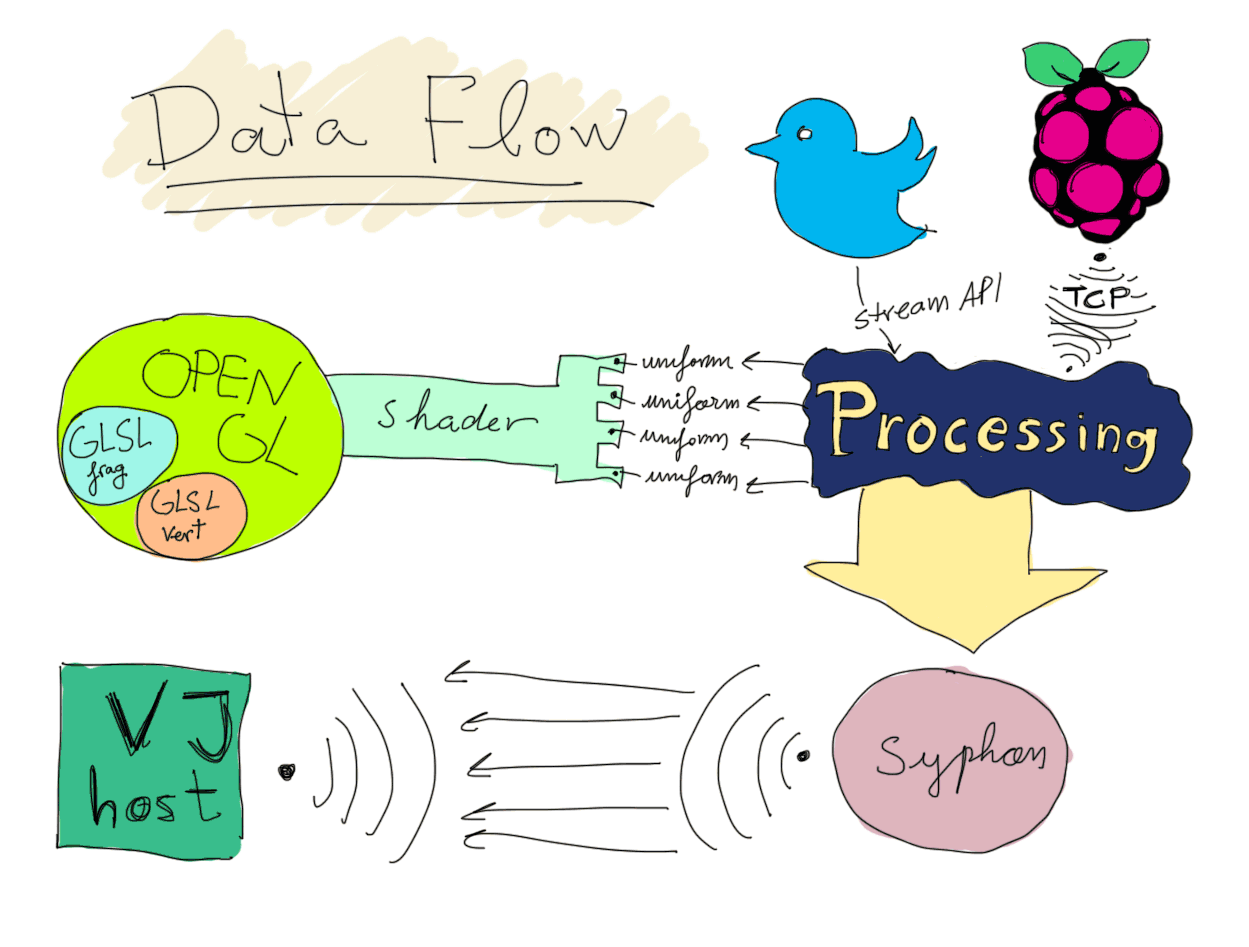 Data Flow
stream API
TCP
OPEN
GL
GLSL
frag
GLSL
vert
shader
uniform
uniform
uniform
uniform
Processing
VJ
host
Syphon